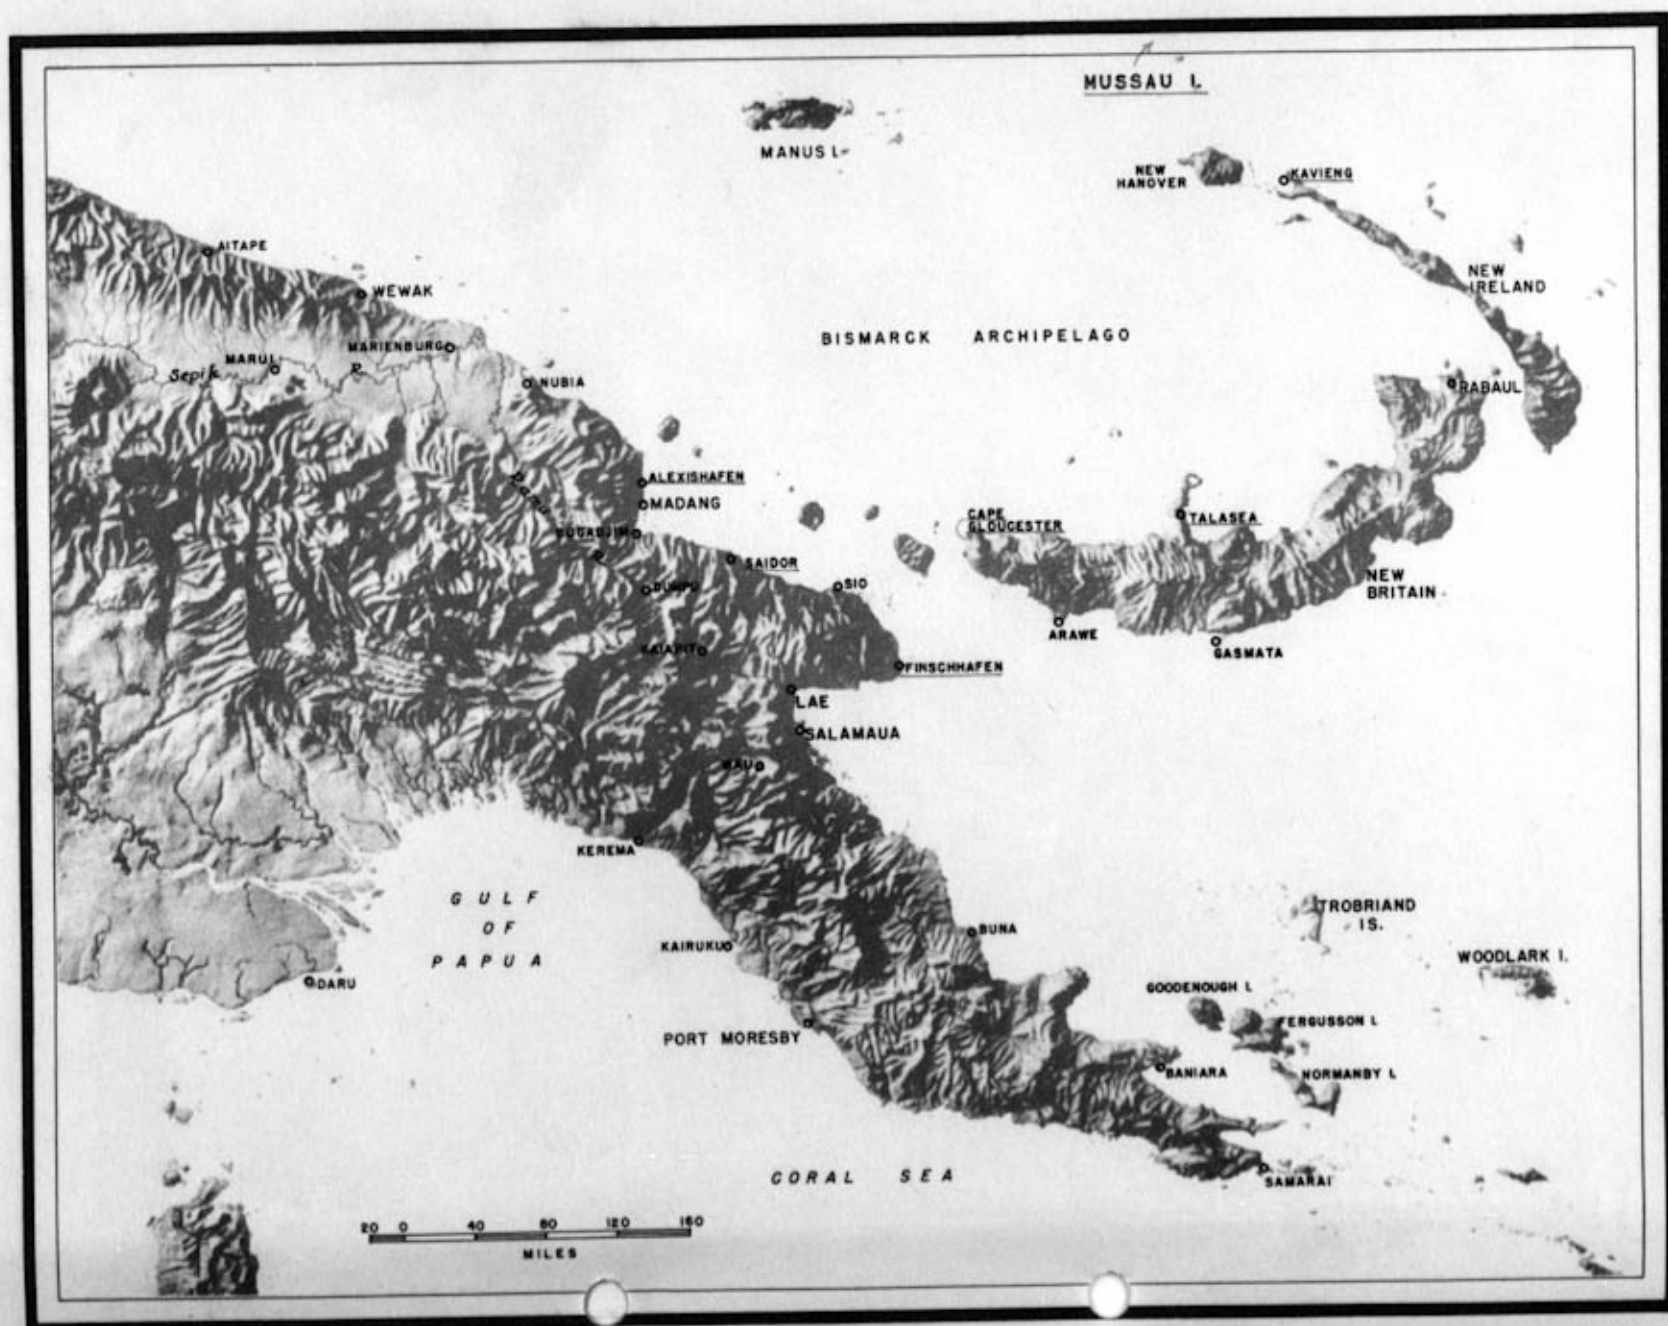 MUSSAU I.
MANUS I.
NEW
HANOVER
KAVIENG
AITAPE
WEWAK
NEW
IRELAND
BISMARCK ARCHIPELAGO
MARIENBURG
MARUI
Sepik R.
NUBIA
RABAUL
ALEXISHAFEN
MADANG
Ramu R.
BOGADJIM
CAPE
GLOUCESTER
TALASEA
SAIDOR
DUMPU
SIO
NEW
BRITAIN
ARAWE
GASMATA
KAIAPIT
FINSCHHAFEN
LAE
SALAMAUA
WAU
KEREMA
GULF
OF
PAPUA
TROBRIAND
IS.
KAIRUKU
BUNA
WOODLARK I.
DARU
GOODENOUGH I.
FERGUSSON I.
PORT MORESBY
BANIARA
NORMANBY I.
CORAL SEA
SAMARAI
20 0 40 80 120 160
MILES